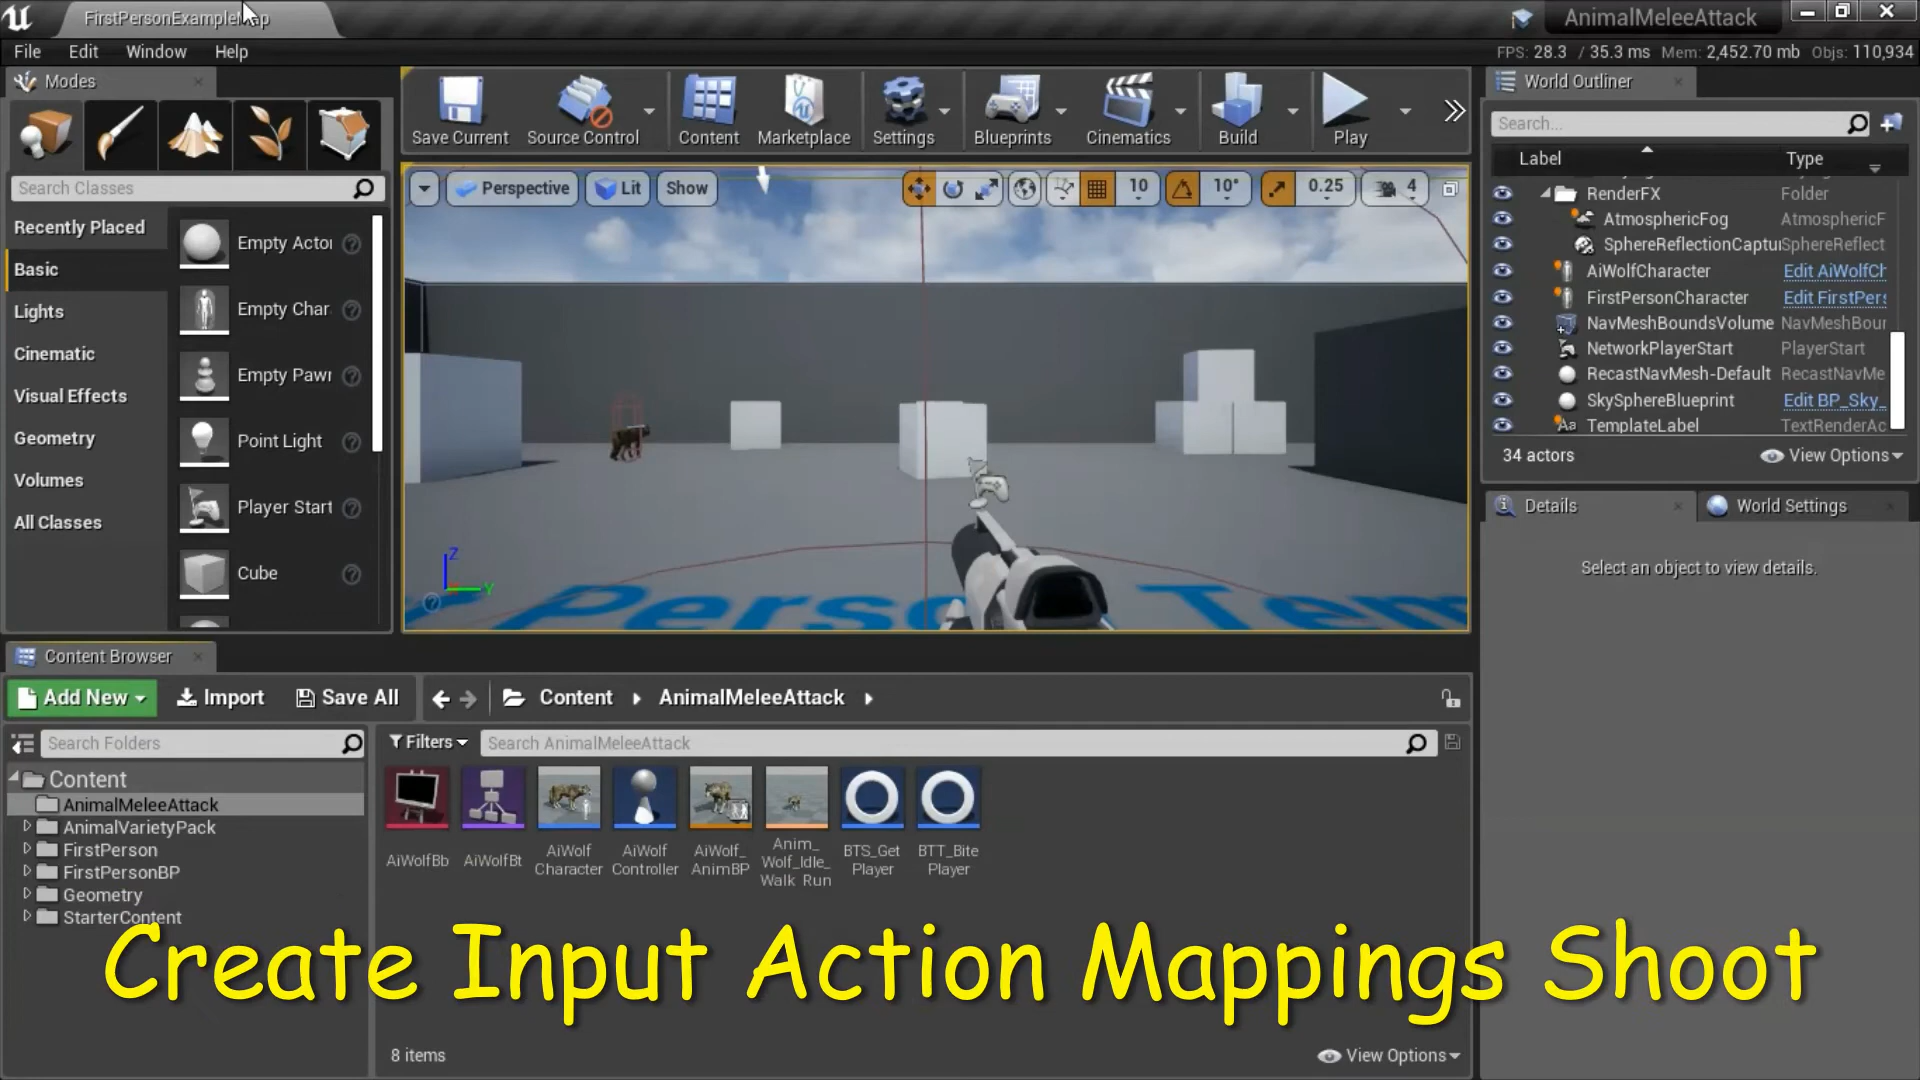 FirstPersonExampleMap
AnimalMeleeAttack
File Edit Window Help
FPS: 28.3 / 35.3 ms Mem: 2,452.70 mb Objs: 110,934
Modes
Search Classes
Recently Placed
Basic
Lights
Cinematic
Visual Effects
Geometry
Volumes
All Classes
Empty Actor
Empty Char
Empty Pawn
Point Light
Player Start
Cube
Save Current Source Control Content Marketplace Settings Blueprints Cinematics Build Play
Perspective Lit Show 10 10° 0.25 4
Z
Y
Person Tem
World Outliner
Search...
Label Type
RenderFX Folder
AtmosphericFog AtmosphericF
SphereReflectionCaptur SphereReflect
AiWolfCharacter Edit AiWolfCh
FirstPersonCharacter Edit FirstPers
NavMeshBoundsVolume NavMeshBour
NetworkPlayerStart PlayerStart
RecastNavMesh-Default RecastNavMe
SkySphereBlueprint Edit BP_Sky_
TemplateLabel TextRenderAc
34 actors View Options
Details World Settings
Select an object to view details.
Content Browser
Add New Import Save All Content AnimalMeleeAttack
Search Folders
Filters Search AnimalMeleeAttack
Content
AnimalMeleeAttack
AnimalVarietyPack
FirstPerson
FirstPersonBP
Geometry
StarterContent
AiWolfBb
AiWolfBt
AiWolf
Character
AiWolf
Controller
AiWolf_
AnimBP
Anim_
Wolf_Idle_
Walk_Run
BTS_Get
Player
BTT_Bite
Player
Create Input Action Mappings Shoot
8 items View Options